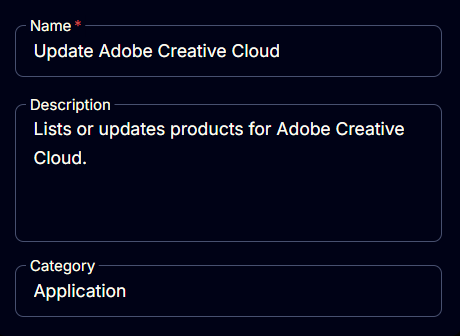 Name *
Update Adobe Creative Cloud
Description
Lists or updates products for Adobe Creative
Cloud.
Category
Application